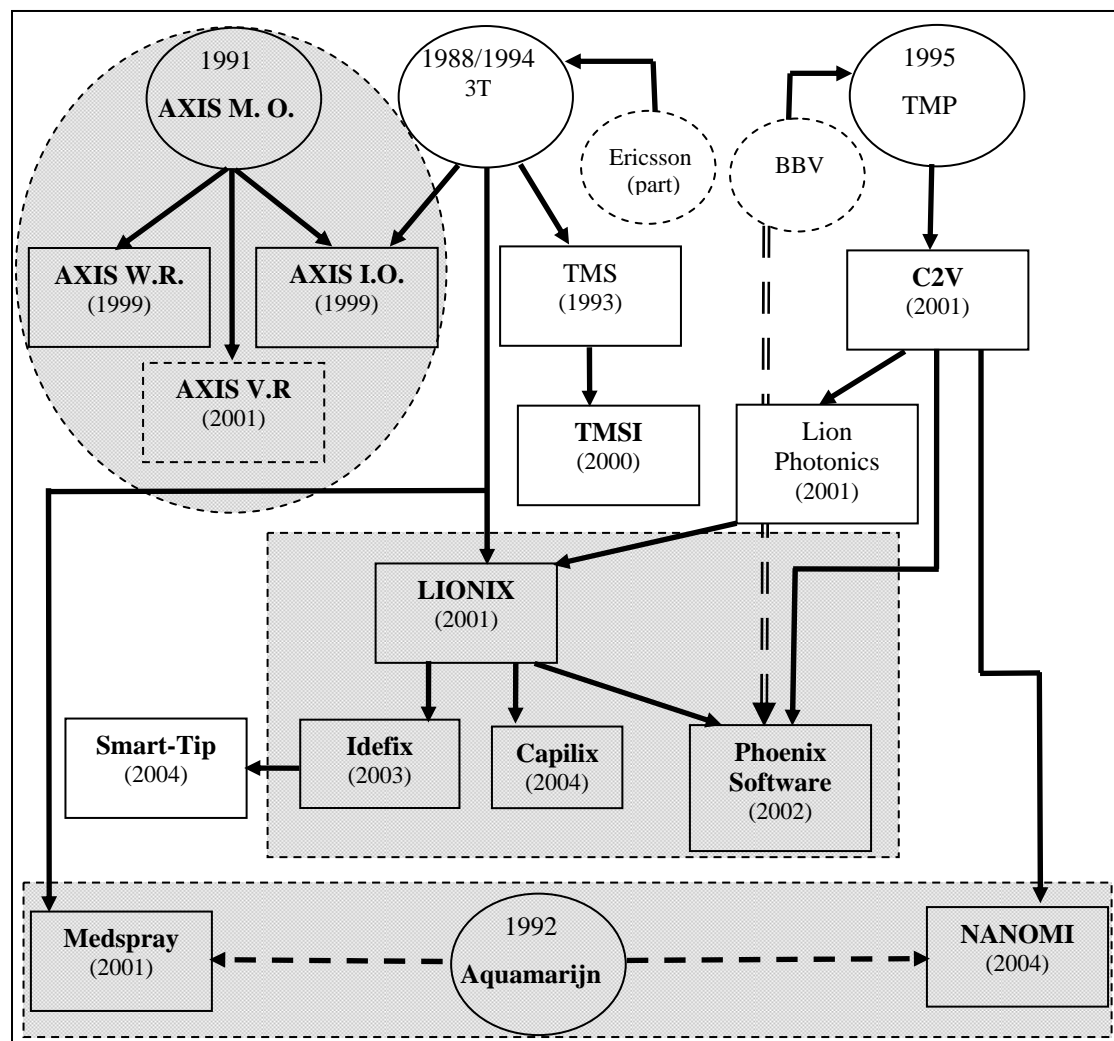 1991
AXIS M. O.
1988/1994
3T
1995
TMP
Ericsson
(part)
BBV
AXIS W.R.
(1999)
AXIS I.O.
(1999)
TMS
(1993)
C2V
(2001)
AXIS V.R
(2001)
TMSI
(2000)
Lion
Photonics
(2001)
LIONIX
(2001)
Smart-Tip
(2004)
Idefix
(2003)
Capilix
(2004)
Phoenix
Software
(2002)
Medspray
(2001)
1992
Aquamarijn
NANOMI
(2004)